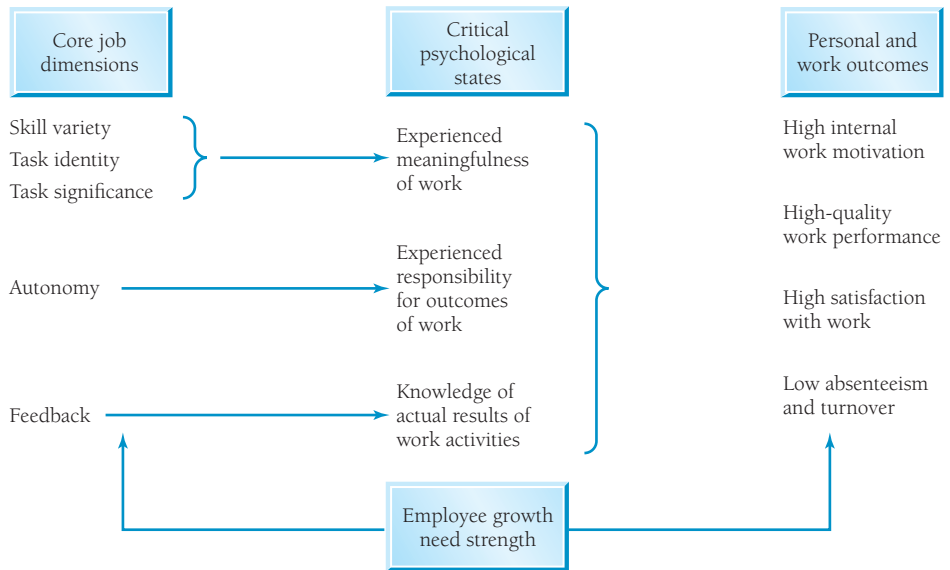 Core job
dimensions
Critical
psychological
states
Personal and
work outcomes
Skill variety
Task identity
Task significance
Experienced
meaningfulness
of work
High internal
work motivation
High-quality
work performance
Autonomy
Experienced
responsibility
for outcomes
of work
High satisfaction
with work
Feedback
Knowledge of
actual results of
work activities
Low absenteeism
and turnover
Employee growth
need strength